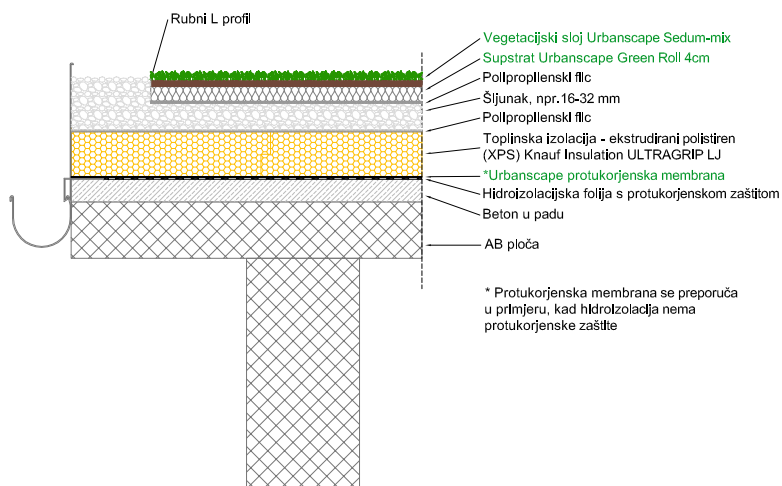 Rubni L profil
Vegetacijski sloj Urbanscape Sedum-mix
Supstrat Urbanscape Green Roll 4cm
Polipropilenski filc
Šljunak, npr.16-32 mm
Polipropilenski filc
Toplinska izolacija - ekstrudirani polistiren
(XPS) Knauf Insulation ULTRAGRIP LJ
*Urbanscape protukorjenska membrana
Hidroizolacijska folija s protukorjenskom zaštitom
Beton u padu
AB ploča
* Protukorjenska membrana se preporuča
u primjeru, kad hidroizolacija nema
protukorjenske zaštite